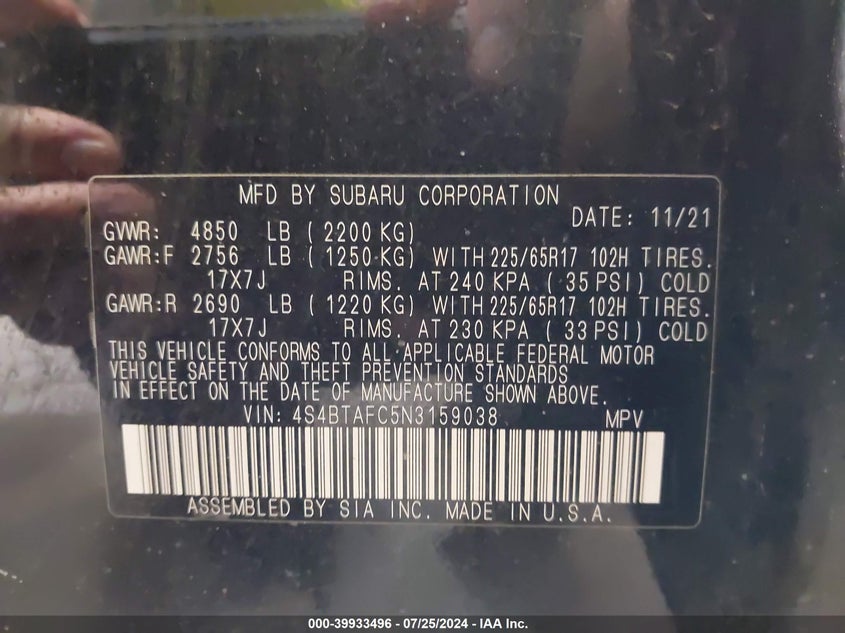 MFD BY SUBARU CORPORATION
DATE: 11/21
GVWR: 4850 LB ( 2200 KG)
GAWR:F 2756 LB ( 1250 KG) WITH 225/65R17 102H TIRES.
17X7J RIMS. AT 240 KPA ( 35 PSI) COLD
GAWR:R 2690 LB ( 1220 KG) WITH 225/65R17 102H TIRES.
17X7J RIMS. AT 230 KPA ( 33 PSI) COLD
THIS VEHICLE CONFORMS TO ALL APPLICABLE FEDERAL MOTOR
VEHICLE SAFETY AND THEFT PREVENTION STANDARDS
IN EFFECT ON THE DATE OF MANUFACTURE SHOWN ABOVE.
VIN: 4S4BTAFC5N3159038 MPV
ASSEMBLED BY SIA INC. MADE IN U.S.A.
000-39933496 - 07/25/2024 - IAA Inc.